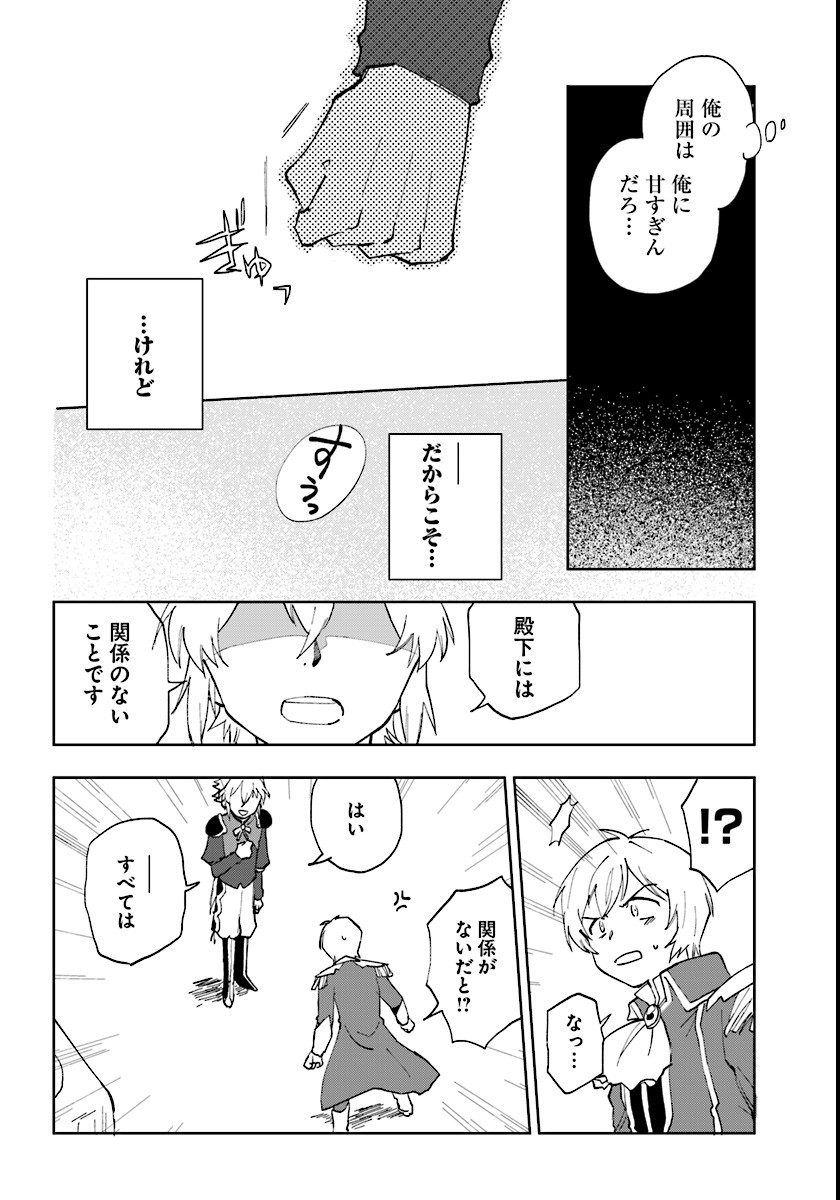 俺の
周囲は
俺に
甘すぎん
だろ…
ぎゅっ
…けれど
―だからこそ…
すうっ
殿下には
関係のない
ことです
!?
なっ…
関係が
ないだと!?
はい
―すべては